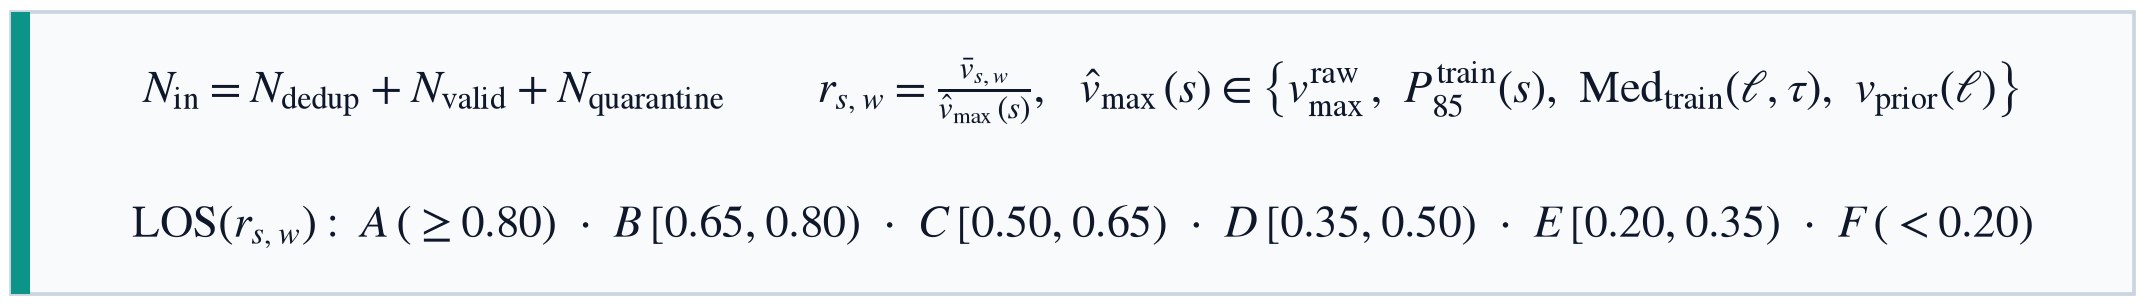 N_in = N_dedup + N_valid + N_quarantine    r_{s,w} = v̄_{s,w} / v̂_max(s),  v̂_max(s) ∈ {v_max^raw, P_85^train(s), Med_train(ℓ, τ), v_prior(ℓ)}
LOS(r_{s,w}) : A (≥ 0.80) · B [0.65, 0.80) · C [0.50, 0.65) · D [0.35, 0.50) · E [0.20, 0.35) · F (< 0.20)